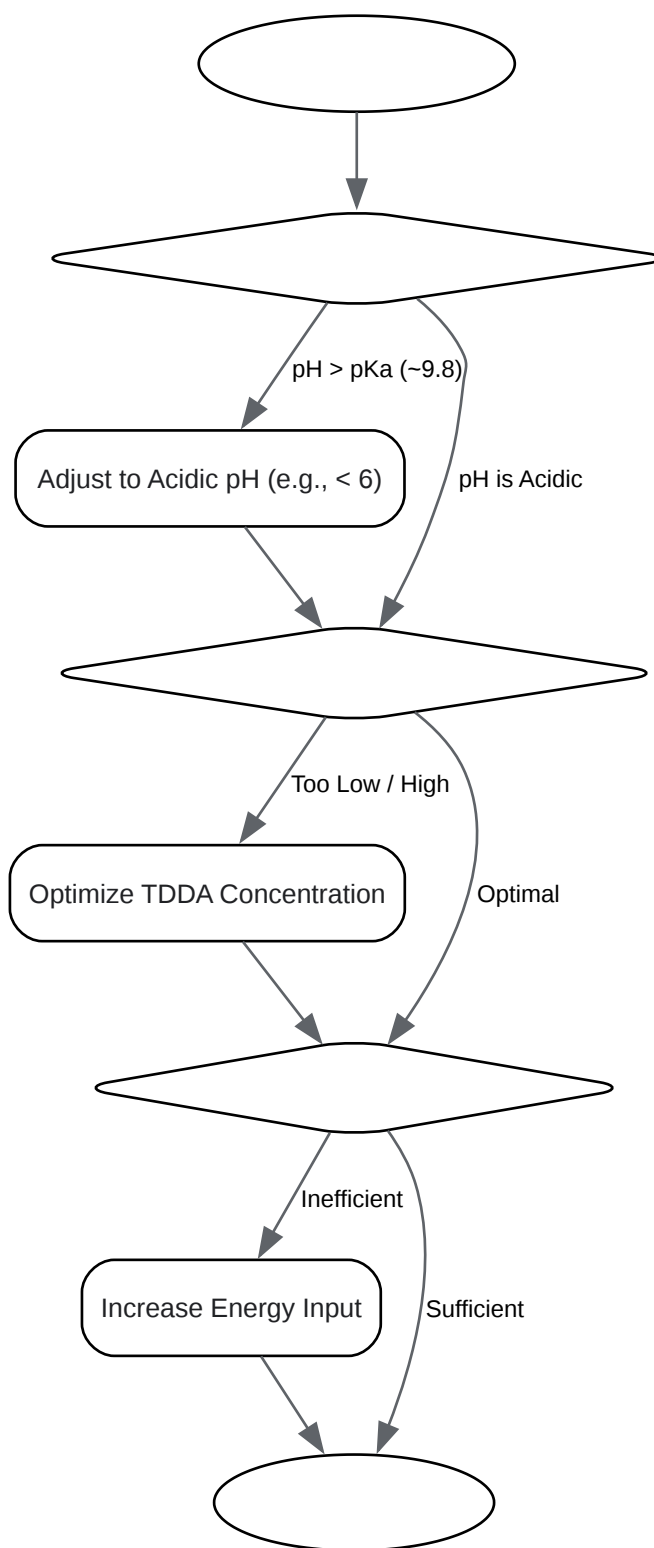 pH > pKa (~9.8)
Adjust to Acidic pH (e.g., < 6)
pH is Acidic
Too Low / High
Optimize TDDA Concentration
Optimal
Inefficient
Increase Energy Input
Sufficient